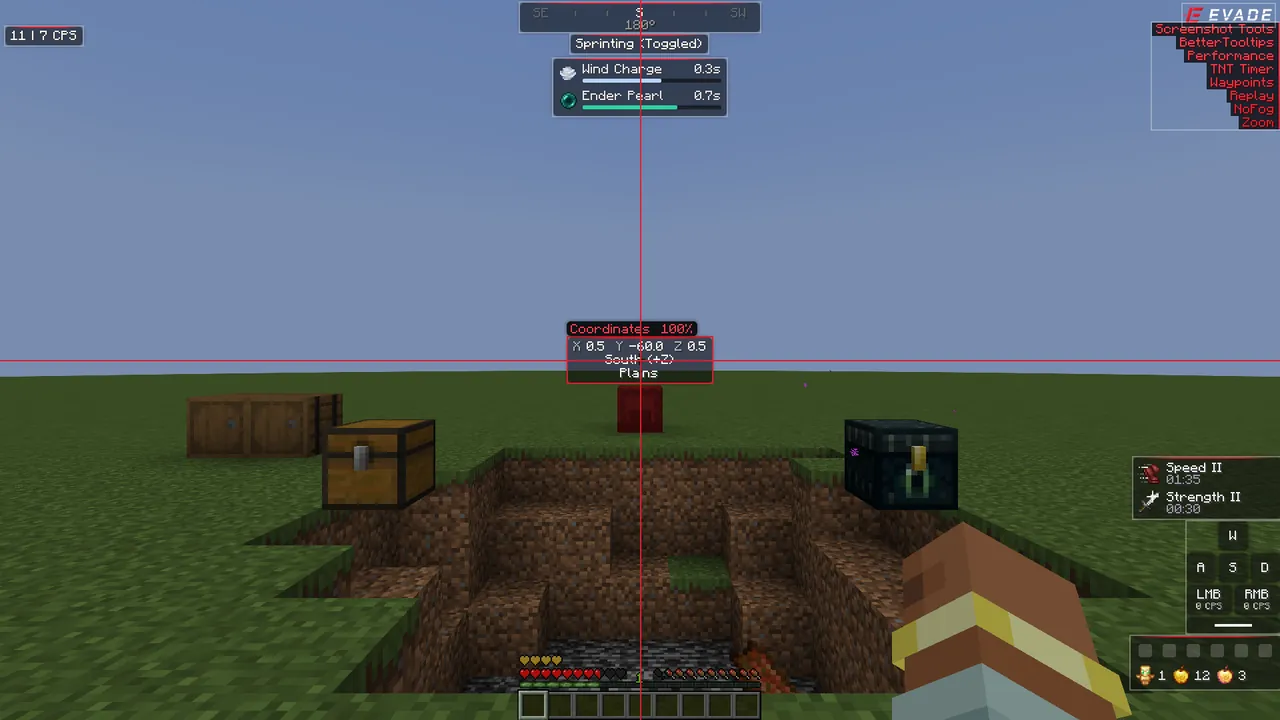 SE S SW
180°
EVADE
11 | 7 CPS
Screenshot Tools
BetterTooltips
Performance
TNT Timer
Waypoints
Replay
NoFog
Zoom
Sprinting (Toggled)
Wind Charge 0.3s
Ender Pearl 0.7s
Coordinates 100%
X 0.5 Y -60.0 Z 0.5
South (+Z)
Plains
Speed II
01:35
Strength II
00:30
W
A S D
LMB RMB
0 CPS 0 CPS
1 12 3